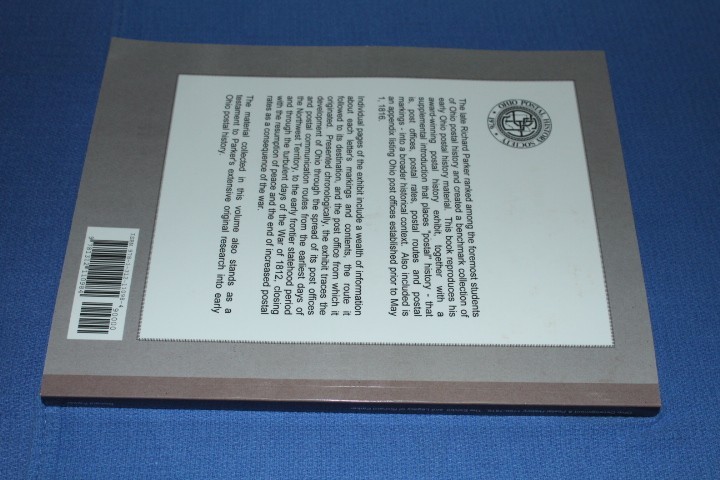 OHIO POSTAL HISTORY SOCIETY
The late Richard Parker ranked among the foremost students
of Ohio postal history and created a benchmark collection of
early Ohio postal history material. This book reproduces his
award-winning postal history exhibit, together with a
supplemental introduction that places "postal" history - that
is, post offices, postal rates, postal routes and postal
markings - into a broader historical context. Also included is
an appendix listing Ohio post offices established prior to May
1, 1816.
Individual pages of the exhibit include a wealth of information
about each letter's markings and contents, the route it
followed to its destination, and the post office from which it
originated. Presented chronologically, the exhibit traces the
development of Ohio through the spread of its post offices
and postal communication routes from the earliest days of
the Northwest Territory, to the early frontier statehood period
and through the turbulent days of the War of 1812, closing
with the resumption of peace and the end of increased postal
rates as a consequence of the war.
The material collected in this volume also stands as a
testament to Parker's extensive original research into early
Ohio postal history.
90000